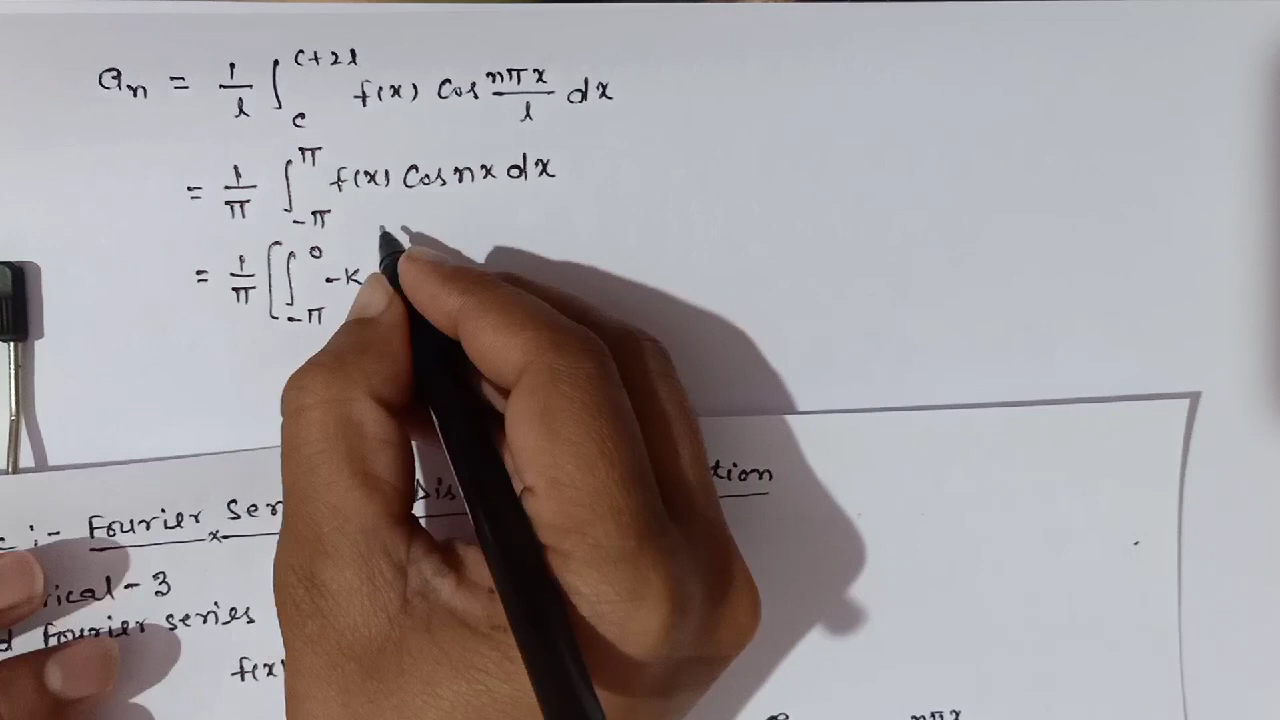 an = 1/l ∫_c^{c+2l} f(x) cos nπx/l dx
= 1/π ∫_{-π}^{π} f(x) cos nx dx
= 1/π [∫_{-π}^{0} -k
:- Fourier Ser
tion
- 3
Fourier series
f(x)
nπx